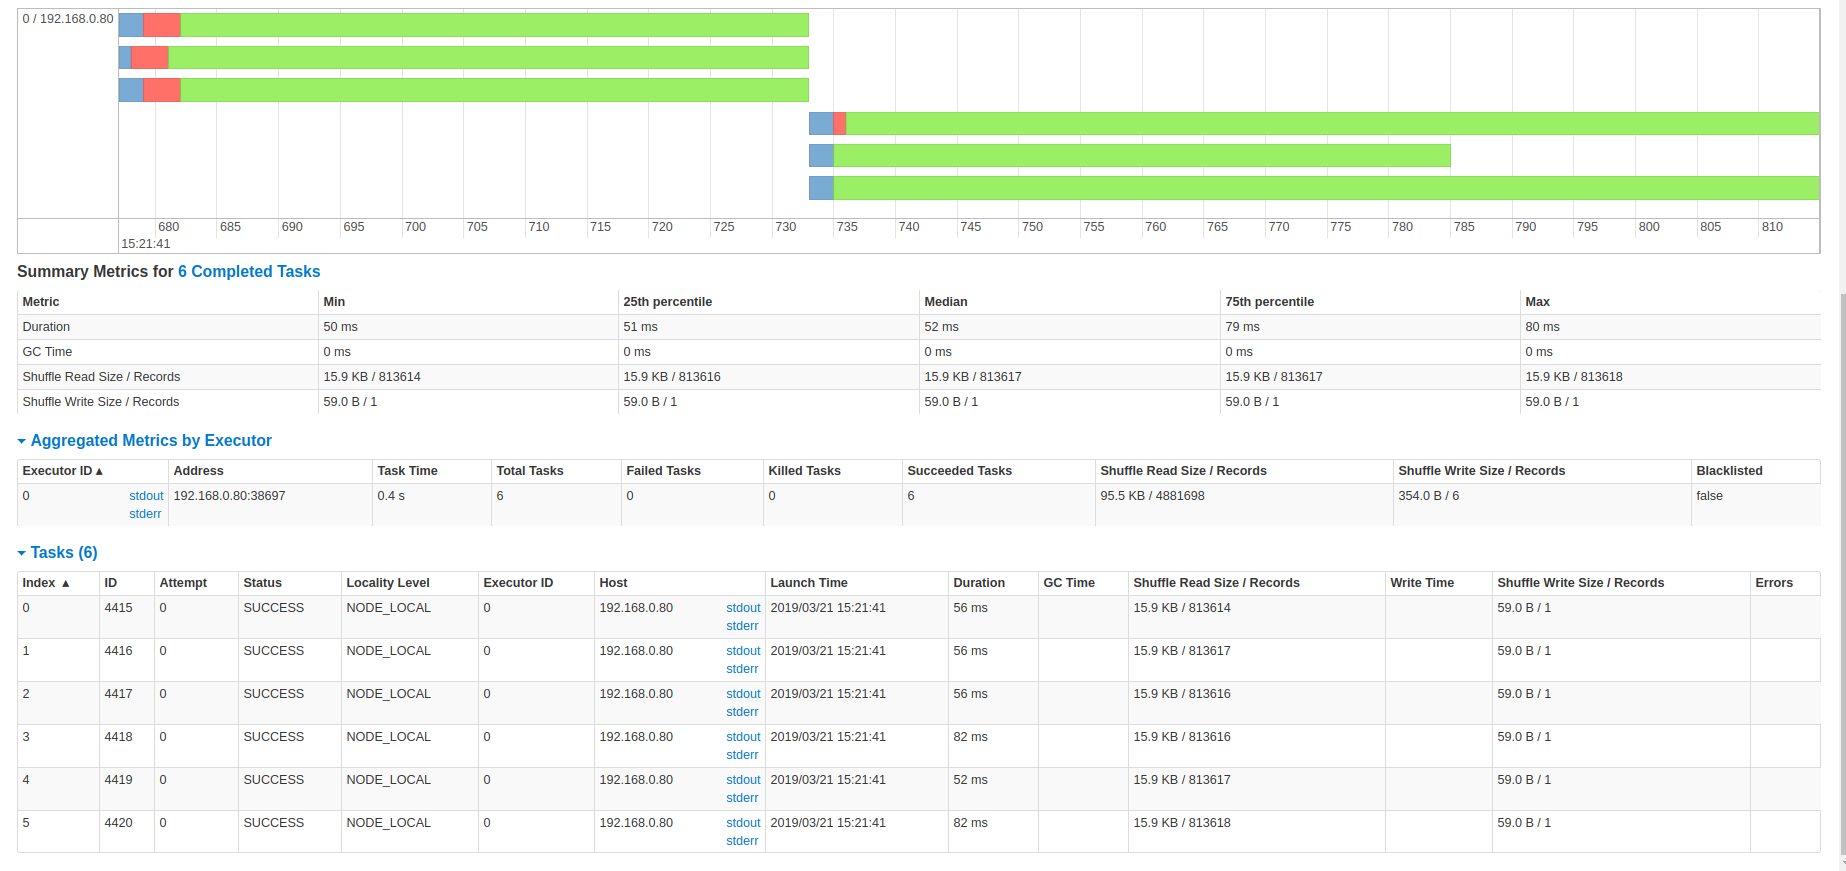 0 / 192.168.0.80
680 685 690 695 700 705 710 715 720 725 730 735 740 745 750 755 760 765 770 775 780 785 790 795 800 805 810
15:21:41
Summary Metrics for 6 Completed Tasks
Metric Min 25th percentile Median 75th percentile Max
Duration 50 ms 51 ms 52 ms 79 ms 80 ms
GC Time 0 ms 0 ms 0 ms 0 ms 0 ms
Shuffle Read Size / Records 15.9 KB / 813614 15.9 KB / 813616 15.9 KB / 813617 15.9 KB / 813617 15.9 KB / 813618
Shuffle Write Size / Records 59.0 B / 1 59.0 B / 1 59.0 B / 1 59.0 B / 1 59.0 B / 1
Aggregated Metrics by Executor
Executor ID ▲ Address Task Time Total Tasks Failed Tasks Killed Tasks Succeeded Tasks Shuffle Read Size / Records Shuffle Write Size / Records Blacklisted
0 stdout 192.168.0.80:38697 0.4 s 6 0 0 6 95.5 KB / 4881698 354.0 B / 6 false
stderr
Tasks (6)
Index ▲ ID Attempt Status Locality Level Executor ID Host Launch Time Duration GC Time Shuffle Read Size / Records Write Time Shuffle Write Size / Records Errors
0 4415 0 SUCCESS NODE_LOCAL 0 192.168.0.80 stdout 2019/03/21 15:21:41 56 ms 15.9 KB / 813614 59.0 B / 1
stderr
1 4416 0 SUCCESS NODE_LOCAL 0 192.168.0.80 stdout 2019/03/21 15:21:41 56 ms 15.9 KB / 813617 59.0 B / 1
stderr
2 4417 0 SUCCESS NODE_LOCAL 0 192.168.0.80 stdout 2019/03/21 15:21:41 56 ms 15.9 KB / 813616 59.0 B / 1
stderr
3 4418 0 SUCCESS NODE_LOCAL 0 192.168.0.80 stdout 2019/03/21 15:21:41 82 ms 15.9 KB / 813616 59.0 B / 1
stderr
4 4419 0 SUCCESS NODE_LOCAL 0 192.168.0.80 stdout 2019/03/21 15:21:41 52 ms 15.9 KB / 813617 59.0 B / 1
stderr
5 4420 0 SUCCESS NODE_LOCAL 0 192.168.0.80 stdout 2019/03/21 15:21:41 82 ms 15.9 KB / 813618 59.0 B / 1
stderr